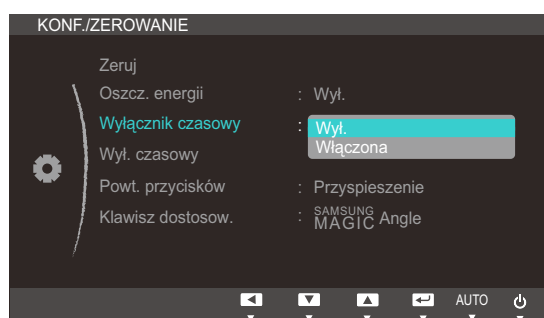 KONF./ZEROWANIE
Zeruj
Oszcz. energii : Wył.
Wyłącznik czasowy : Wył.
Włączona
Wył. czasowy
Powt. przycisków : Przyspieszenie
Klawisz dostosow. : SAMSUNG MAGIC Angle
AUTO